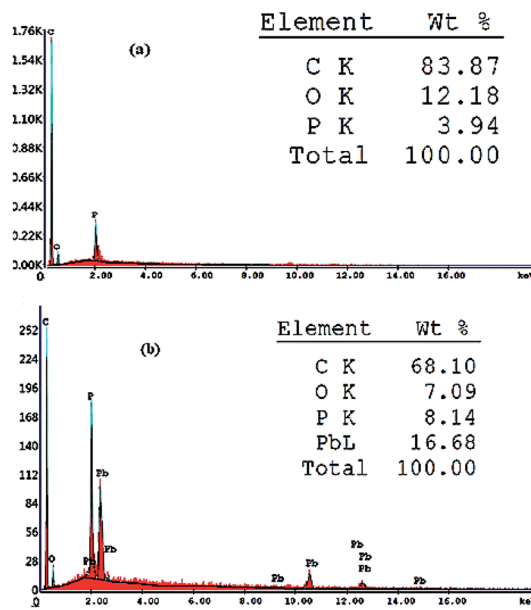 (a)
Element Wt %
C K 83.87
O K 12.18
P K 3.94
Total 100.00
1.76K
1.54K
1.32K
1.10K
0.88K
0.66K
0.44K
0.22K
0.00K
C
O
P
0 2.00 4.00 6.00 8.00 10.00 12.00 14.00 16.00 keV
(b)
Element Wt %
C K 68.10
O K 7.09
P K 8.14
PbL 16.68
Total 100.00
252
224
196
168
140
112
84
56
28
0
C
O
P
Pb
Pb
Pb
Pb
Pb
Pb
Pb
Pb
Pb
0 2.00 4.00 6.00 8.00 10.00 12.00 14.00 16.00